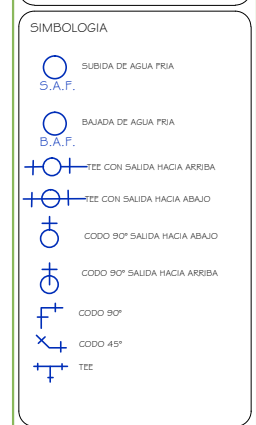 SIMBOLOGIA
SUBIDA DE AGUA FRIA
S.A.F.
BAJADA DE AGUA FRIA
B.A.F.
TEE CON SALIDA HACIA ARRIBA
TEE CON SALIDA HACIA ABAJO
CODO 90° SALIDA HACIA ABAJO
CODO 90° SALIDA HACIA ARRIBA
CODO 90°
CODO 45°
TEE